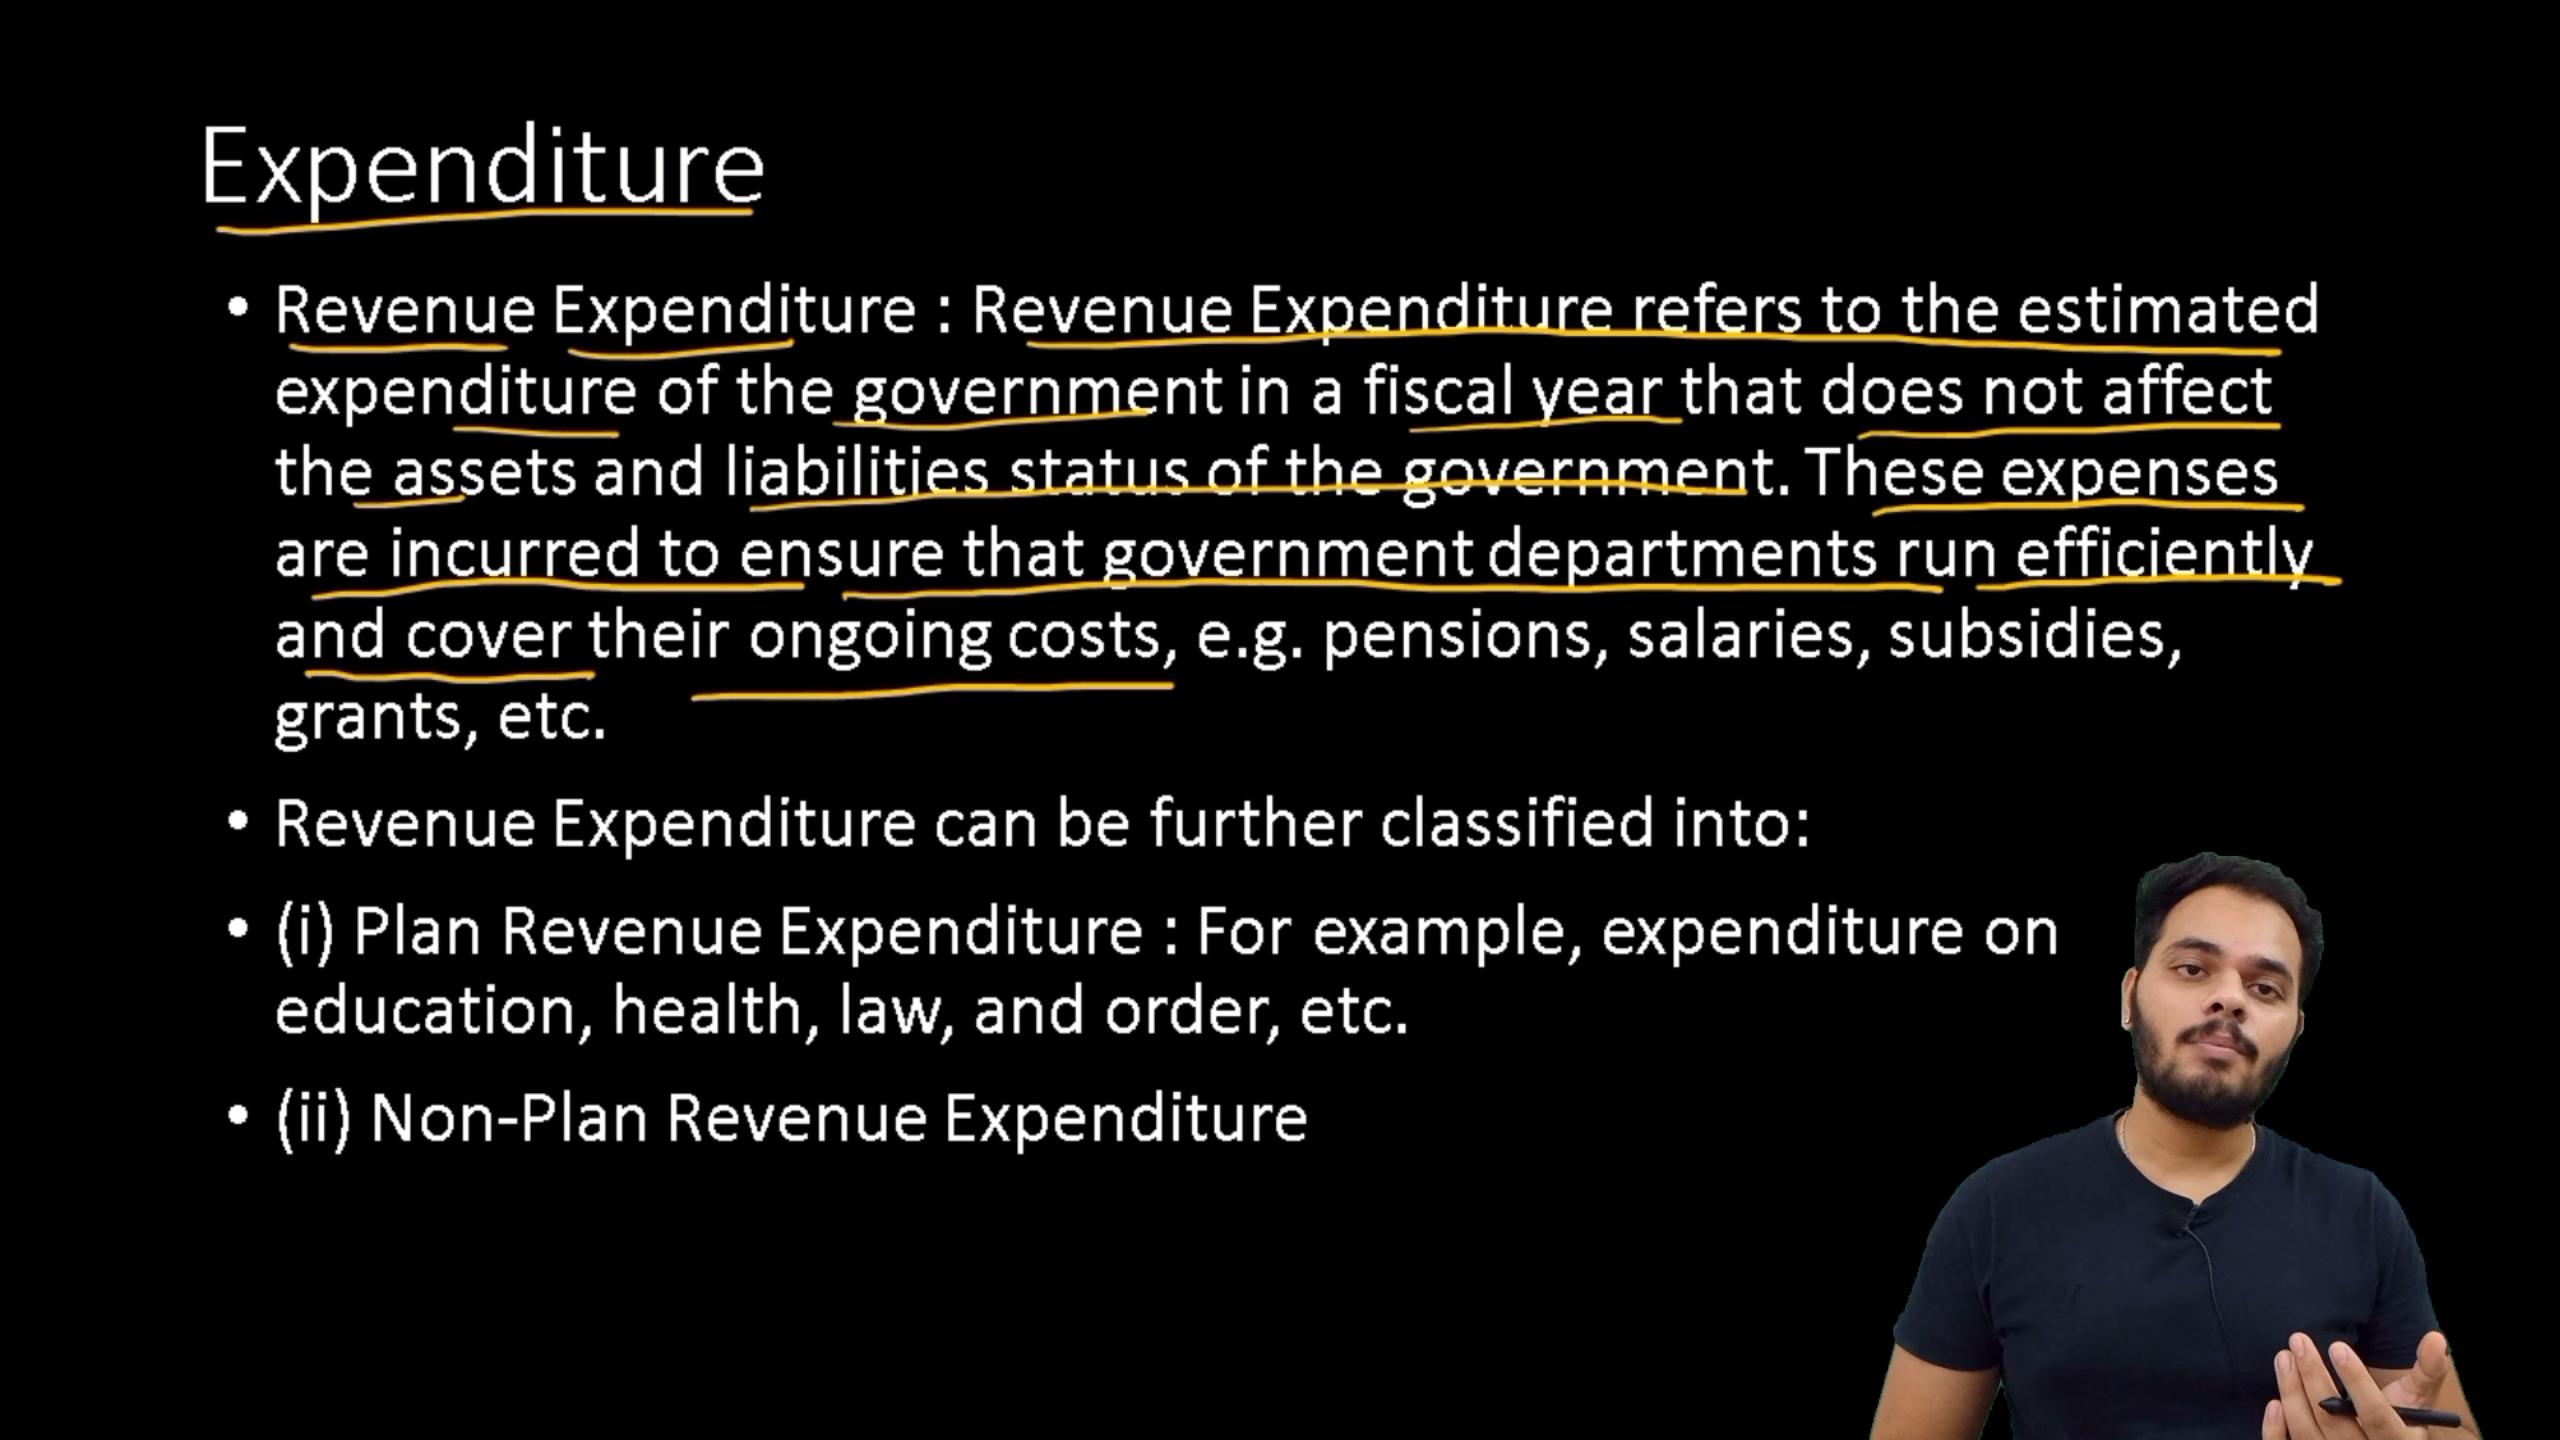 Expenditure
• Revenue Expenditure : Revenue Expenditure refers to the estimated
expenditure of the government in a fiscal year that does not affect
the assets and liabilities status of the government. These expenses
are incurred to ensure that government departments run efficiently
and cover their ongoing costs, e.g. pensions, salaries, subsidies,
grants, etc.
• Revenue Expenditure can be further classified into:
• (i) Plan Revenue Expenditure : For example, expenditure on
education, health, law, and order, etc.
• (ii) Non-Plan Revenue Expenditure